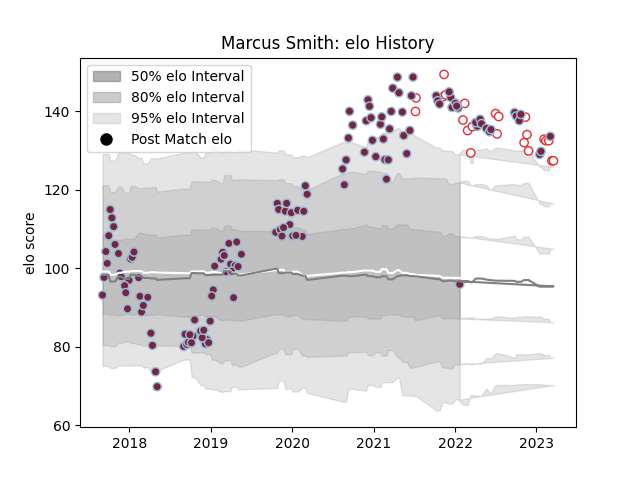 Marcus Smith: elo History
50% elo Interval
80% elo Interval
95% elo Interval
Post Match elo
elo score
140
120
100
80
60
2018
2019
2020
2021
2022
2023